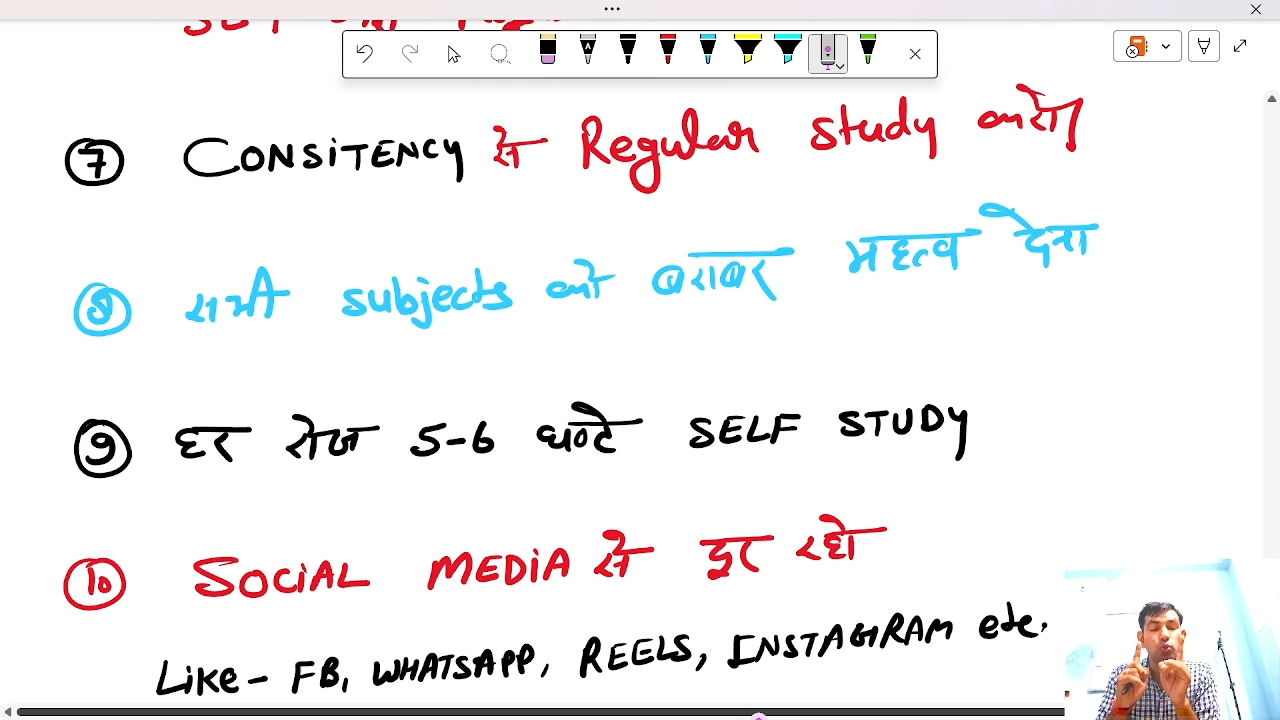 7 CONSITENCY से Regular study करो।
8 सभी subjects को बराबर महत्व देना
9 हर रोज 5-6 घण्टे SELF STUDY
10 SOCIAL MEDIA से दूर रहो
Like - FB, WHATSAPP, REELS, INSTAGRAM etc.